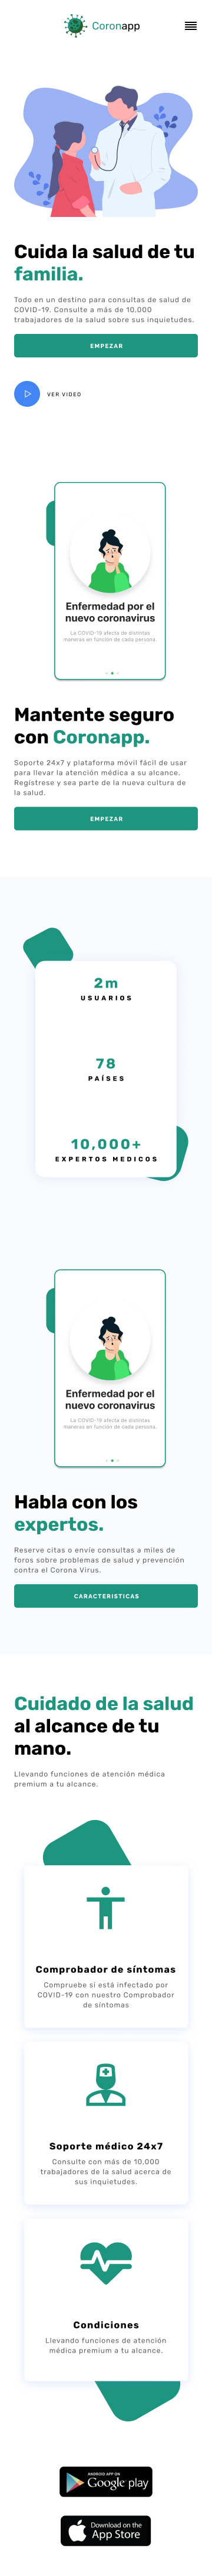 Coronapp
Cuida la salud de tu
familia.
Todo en un destino para consultas de salud de
COVID-19. Consulte a más de 10,000
trabajadores de la salud sobre sus inquietudes.
EMPEZAR
VER VIDEO
Enfermedad por el
nuevo coronavirus
La COVID-19 afecta de distintas
maneras en función de cada persona.
Mantente seguro
con Coronapp.
Soporte 24x7 y plataforma móvil fácil de usar
para llevar la atención médica a su alcance.
Regístrese y sea parte de la nueva cultura de
la salud.
EMPEZAR
2m
USUARIOS
78
PAÍSES
10,000+
EXPERTOS MEDICOS
Enfermedad por el
nuevo coronavirus
La COVID-19 afecta de distintas
maneras en función de cada persona.
Habla con los
expertos.
Reserve citas o envíe consultas a miles de
foros sobre problemas de salud y prevención
contra el Corona Virus.
CARACTERISTICAS
Cuidado de la salud
al alcance de tu
mano.
Llevando funciones de atención médica
premium a tu alcance.
Comprobador de síntomas
Compruebe si está infectado por
COVID-19 con nuestro Comprobador
de síntomas
Soporte médico 24x7
Consulte con más de 10,000
trabajadores de la salud acerca de
sus inquietudes.
Condiciones
Llevando funciones de atención
médica premium a tu alcance.
ANDROID APP ON
Google play
Download on the
App Store